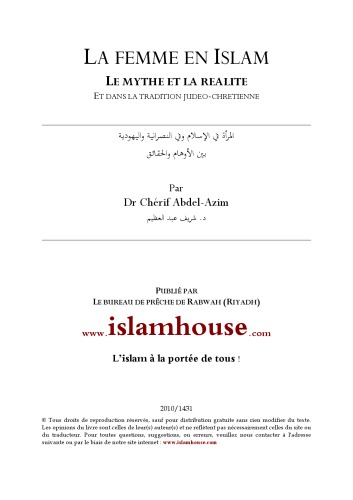 LA FEMME EN ISLAM
LE MYTHE ET LA REALITE
ET DANS LA TRADITION JUDEO-CHRETIENNE
المرأة في الإسلام وفي النصرانية واليهودية
بين الأوهام والحقائق
Par
Dr Chérif Abdel-Azim
د. شريف عبد العظيم
PUBLIÉ PAR
LE BUREAU DE PRÊCHE DE RABWAH (RIYADH)
www.islamhouse.com
L'islam à la portée de tous !
2010/1431
® Tous droits de reproduction réservés, sauf pour distribution gratuite sans rien modifier du texte.
Les opinions du livre sont celles de leur(s) auteur(s) et ne reflètent pas nécessairement celles du site ou
du traducteur. Pour toutes questions, suggestions, ou erreurs, veuillez nous contacter à l'adresse
suivante ou par le biais de notre site internet : www.islamhouse.com